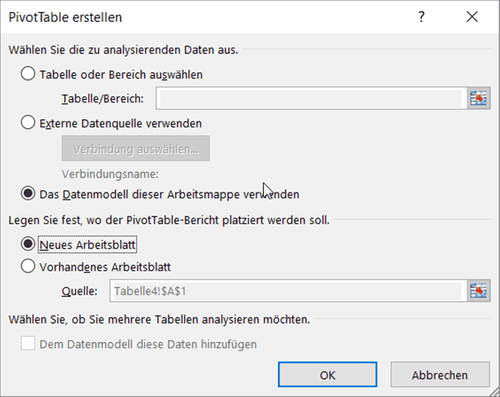 PivotTable erstellen
Wählen Sie die zu analysierenden Daten aus.
Tabelle oder Bereich auswählen
Tabelle/Bereich:
Externe Datenquelle verwenden
Verbindung auswählen...
Verbindungsname:
Das Datenmodell dieser Arbeitsmappe verwenden
Legen Sie fest, wo der PivotTable-Bericht platziert werden soll.
Neues Arbeitsblatt
Vorhandenes Arbeitsblatt
Quelle: Tabelle4!$A$1
Wählen Sie, ob Sie mehrere Tabellen analysieren möchten.
Dem Datenmodell diese Daten hinzufügen
OK Abbrechen